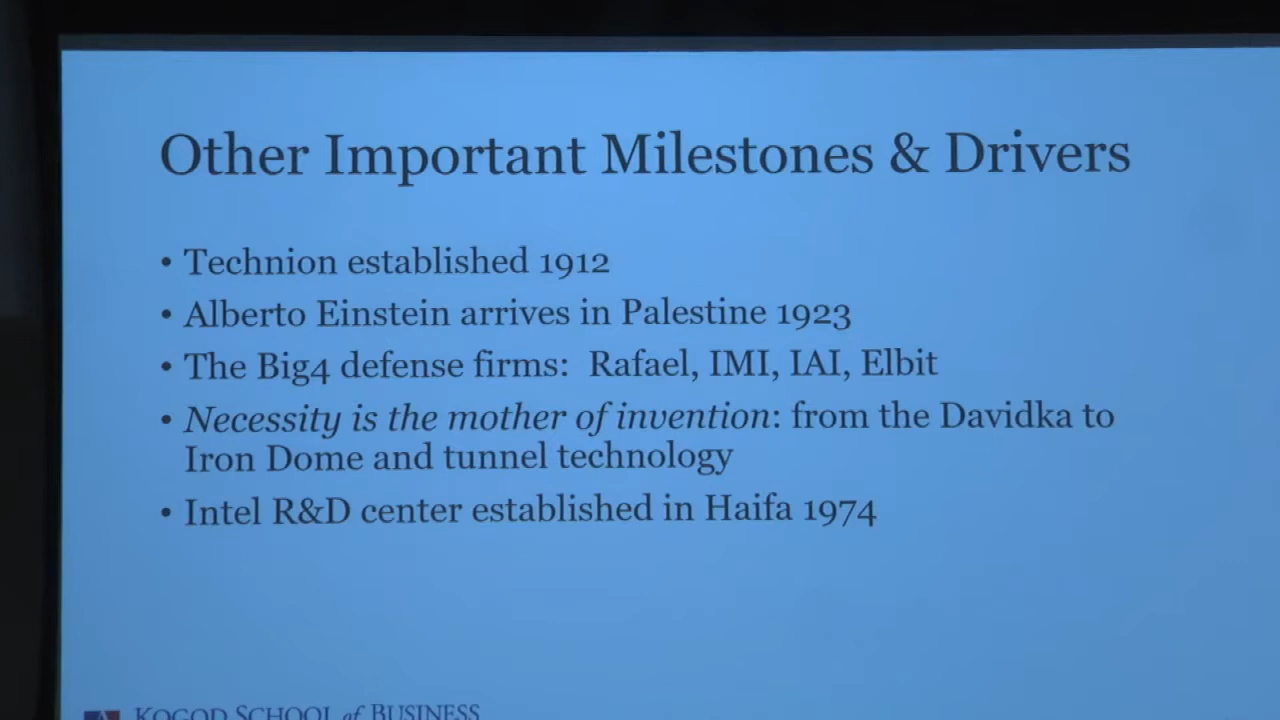 Other Important Milestones & Drivers
• Technion established 1912
• Alberto Einstein arrives in Palestine 1923
• The Big4 defense firms: Rafael, IMI, IAI, Elbit
• Necessity is the mother of invention: from the Davidka to
Iron Dome and tunnel technology
• Intel R&D center established in Haifa 1974
KOGOD SCHOOL of BUSINESS